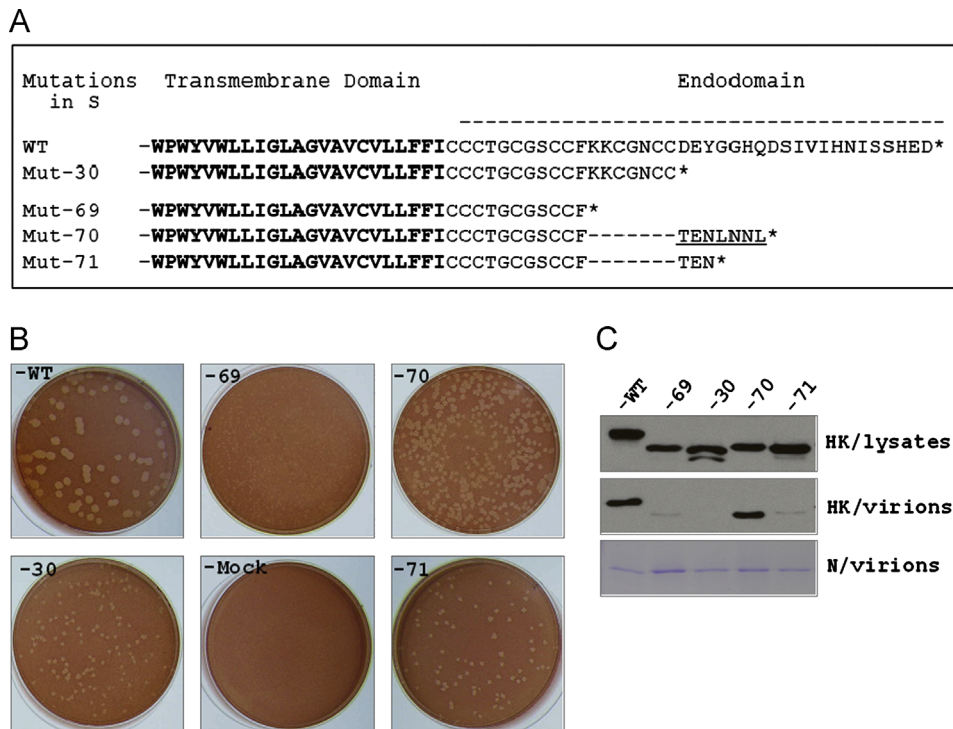 A
Mutations in S Transmembrane Domain Endodomain
WT -WPWYVWLLIGLAGVAVCVLLFFICCCTGCGSCCFKKCGNCCDEYGGHQDSIVIHNISSHED*
Mut-30 -WPWYVWLLIGLAGVAVCVLLFFICCCTGCGSCCFKKCGNCC*
Mut-69 -WPWYVWLLIGLAGVAVCVLLFFICCCTGCGSCCF*
Mut-70 -WPWYVWLLIGLAGVAVCVLLFFICCCTGCGSCCF-------TENLNNL*
Mut-71 -WPWYVWLLIGLAGVAVCVLLFFICCCTGCGSCCF-------TEN*
B
-WT
-69
-70
-30
-Mock
-71
C
-WT -69 -30 -70 -71
HK/lysates
HK/virions
N/virions